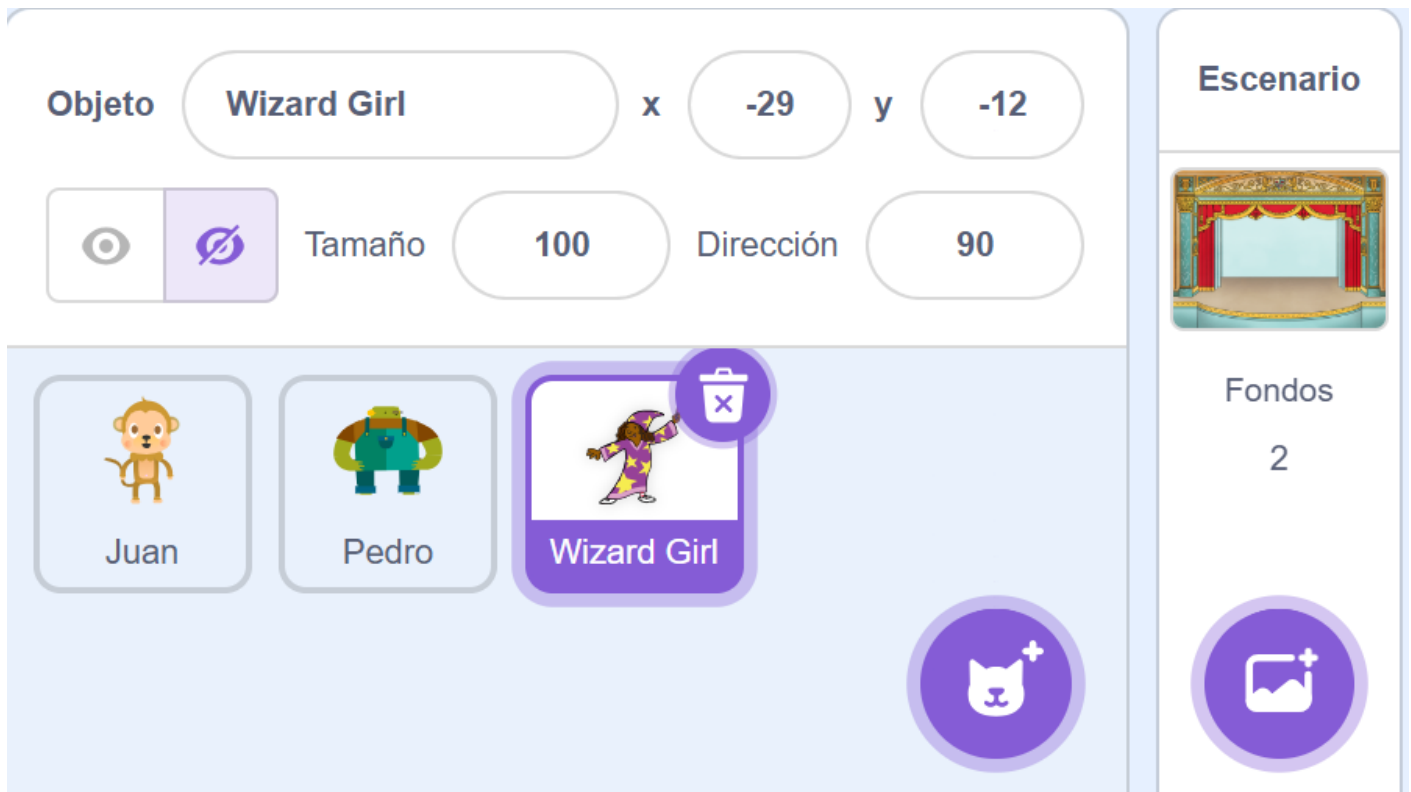 Objeto Wizard Girl x -29 y -12
Tamaño 100 Dirección 90
Juan Pedro Wizard Girl
Escenario
Fondos
2